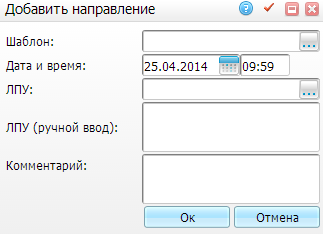 Добавить направление
Шаблон:
Дата и время: 25.04.2014 09:59
ЛПУ:
ЛПУ (ручной ввод):
Комментарий:
Ок Отмена